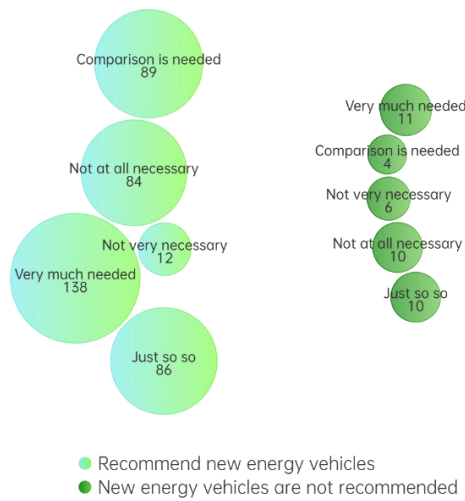 Comparison is needed
89
Not at all necessary
84
Not very necessary
12
Very much needed
138
Just so so
86
Very much needed
11
Comparison is needed
4
Not very necessary
6
Not at all necessary
10
Just so so
10
Recommend new energy vehicles
New energy vehicles are not recommended